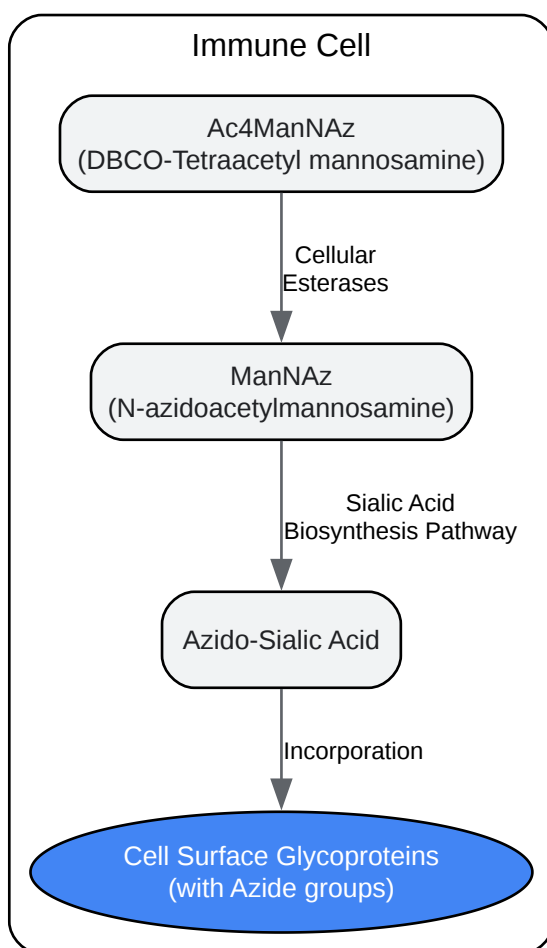 Immune Cell
Ac4ManNAz
(DBCO-Tetraacetyl mannosamine)
Cellular
Esterases
ManNAz
(N-azidoacetylmannosamine)
Sialic Acid
Biosynthesis Pathway
Azido-Sialic Acid
Incorporation
Cell Surface Glycoproteins
(with Azide groups)